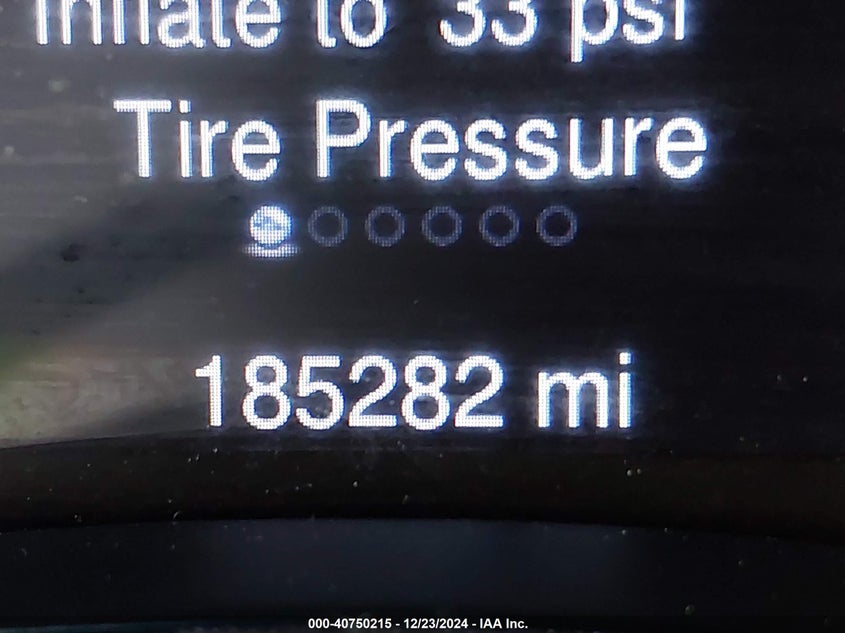 Inflate to 33 psi
Tire Pressure
185282 mi
000-40750215 - 12/23/2024 - IAA Inc.